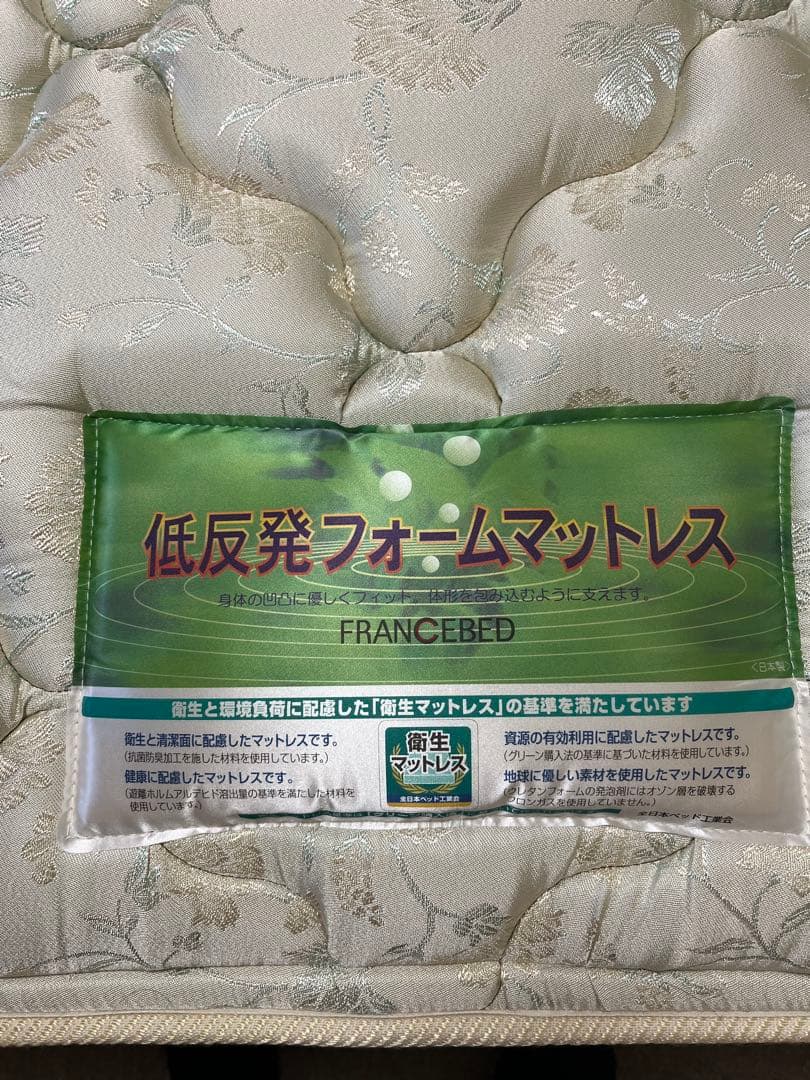 低反発フォームマットレス
身体の凹凸に優しくフィット。体形を包み込むように支えます。
FRANCEBED
<日本製>
衛生と環境負荷に配慮した「衛生マットレス」の基準を満たしています
衛生と清潔面に配慮したマットレスです。
(抗菌防臭加工を施した材料を使用しています。)
健康に配慮したマットレスです。
(遊離ホルムアルデヒド溶出量の基準を満たした材料を
使用しています。)
衛生
マットレス
全日本ベッド工業会
資源の有効利用に配慮したマットレスです。
(グリーン購入法の基準に基づいた材料を使用しています。)
地球に優しい素材を使用したマットレスです。
(ウレタンフォームの発泡剤にはオゾン層を破壊する
フロンガスを使用していません。)
全日本ベッド工業会